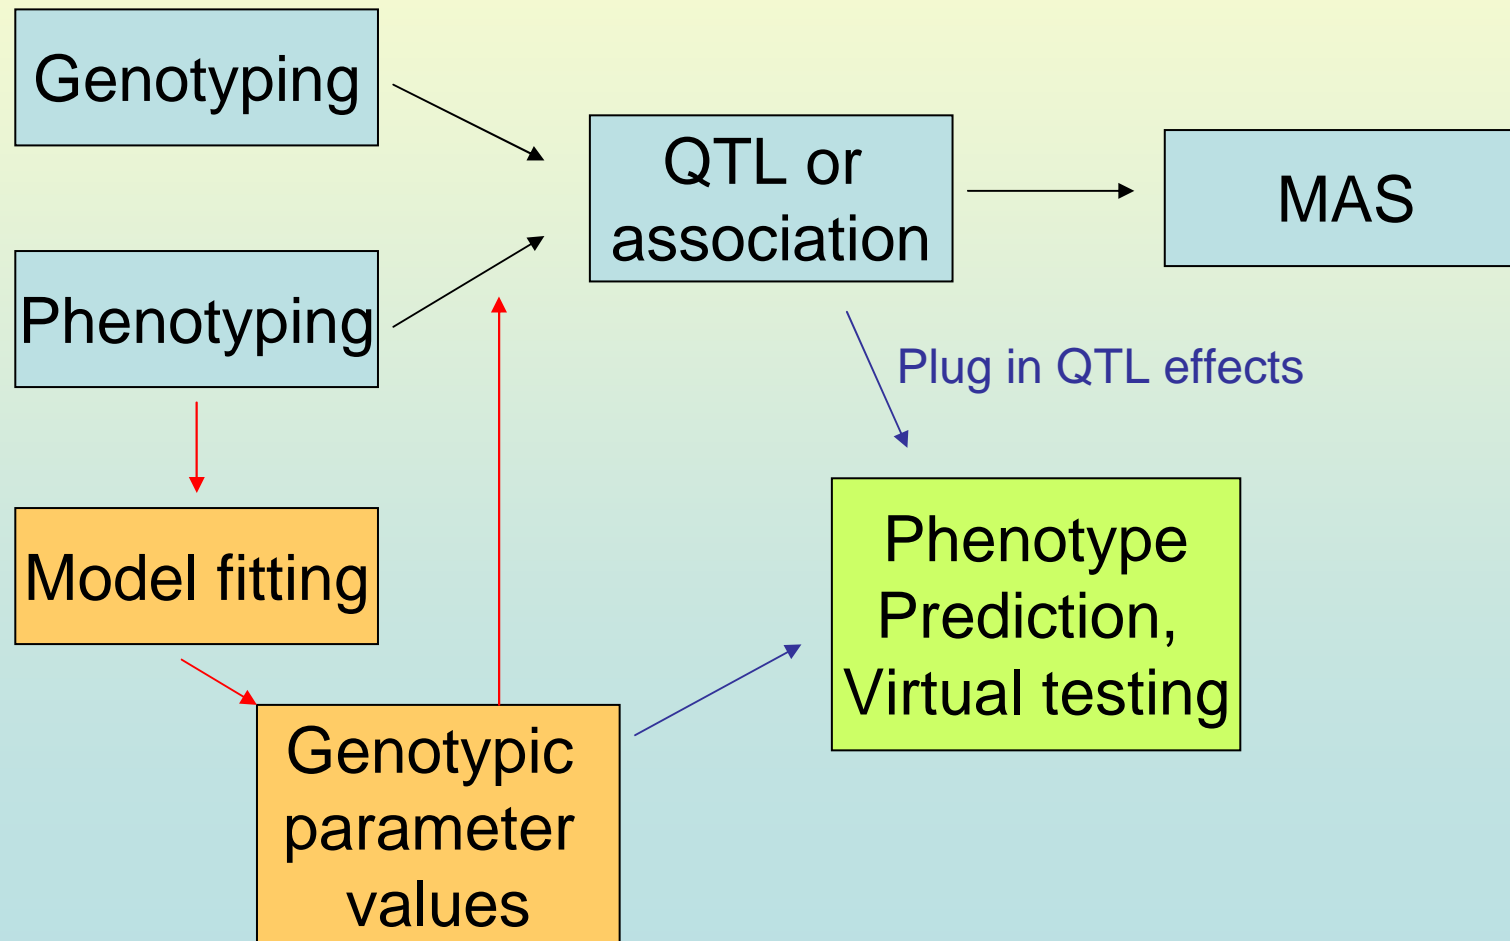 Genotyping
QTL or
association
MAS
Phenotyping
Plug in QTL effects
Model fitting
Phenotype
Prediction,
Virtual testing
Genotypic
parameter
values